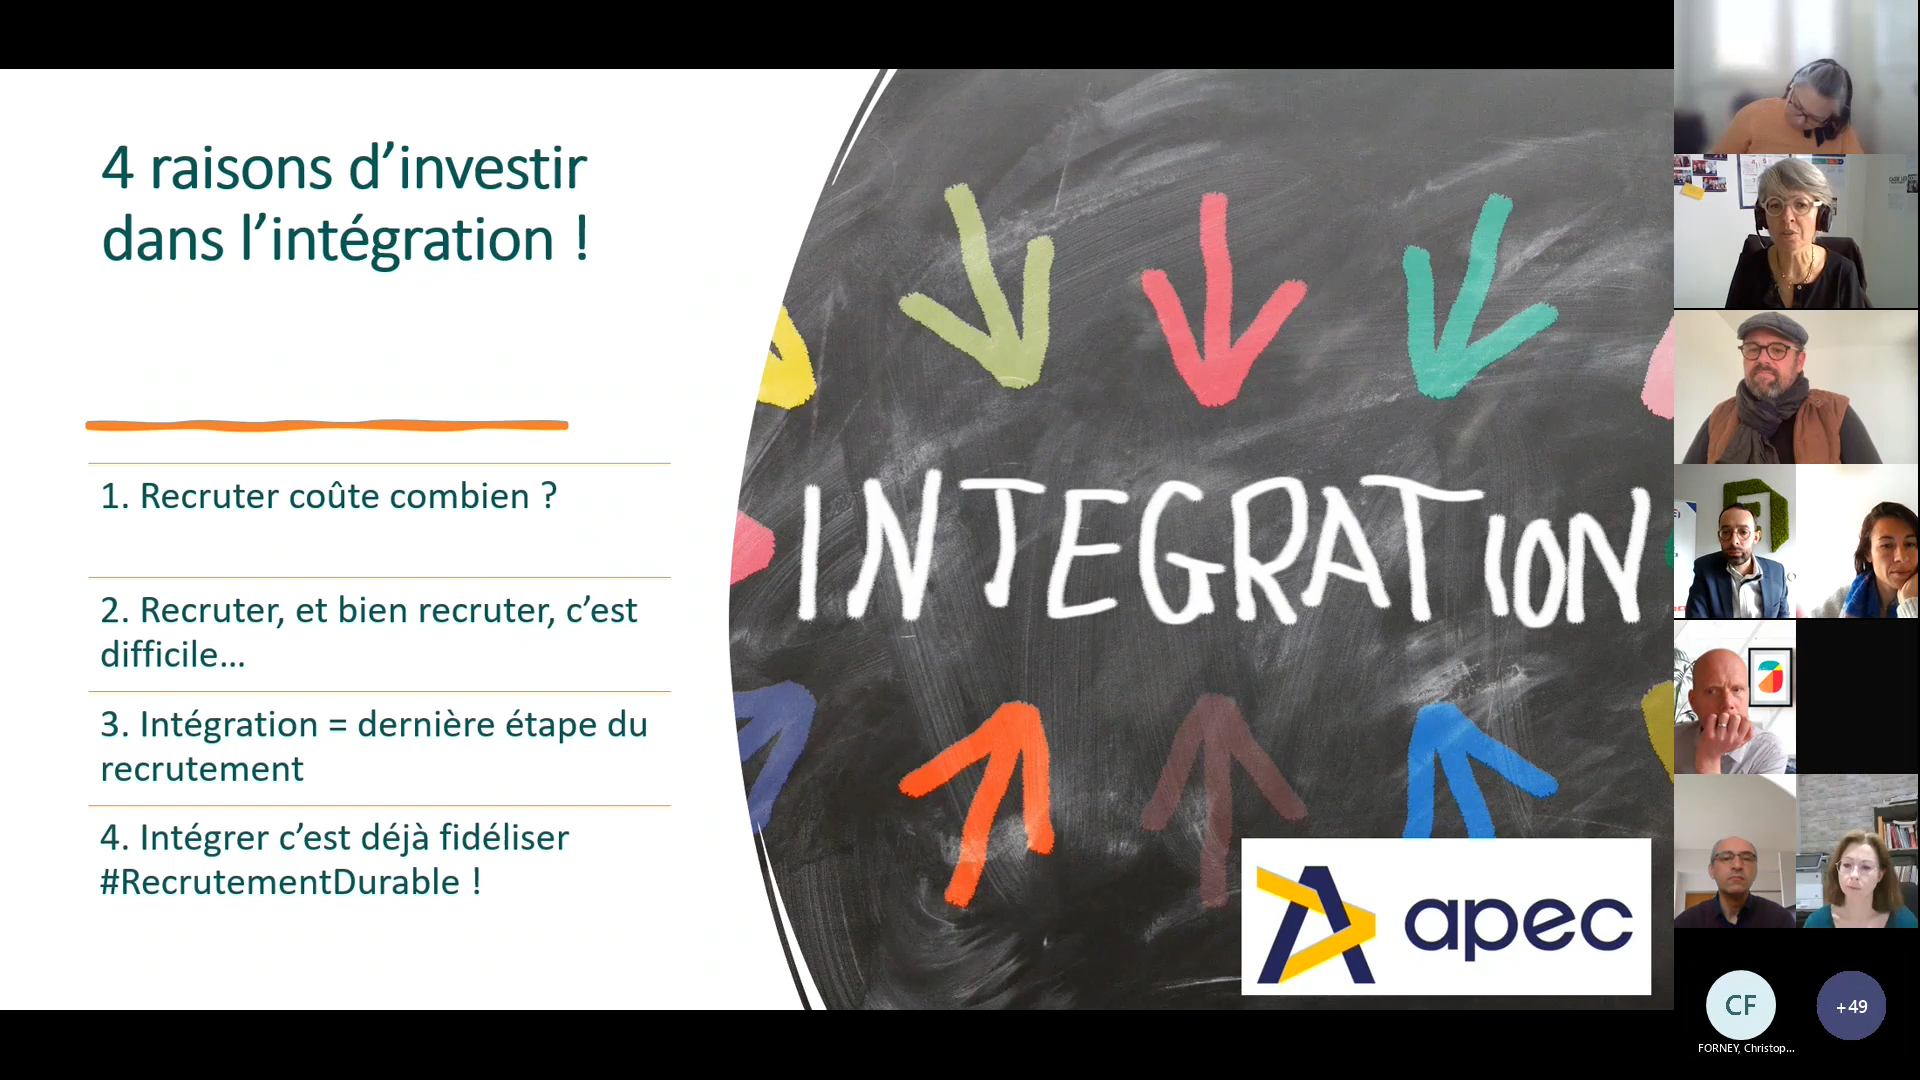 4 raisons d’investir
dans l’intégration !
1. Recruter coûte combien ?
2. Recruter, et bien recruter, c’est
difficile...
3. Intégration = dernière étape du
recrutement
4. Intégrer c’est déjà fidéliser
#RecrutementDurable !
INTEGRATION
apec
CF
+49
FORNEY, Christop...